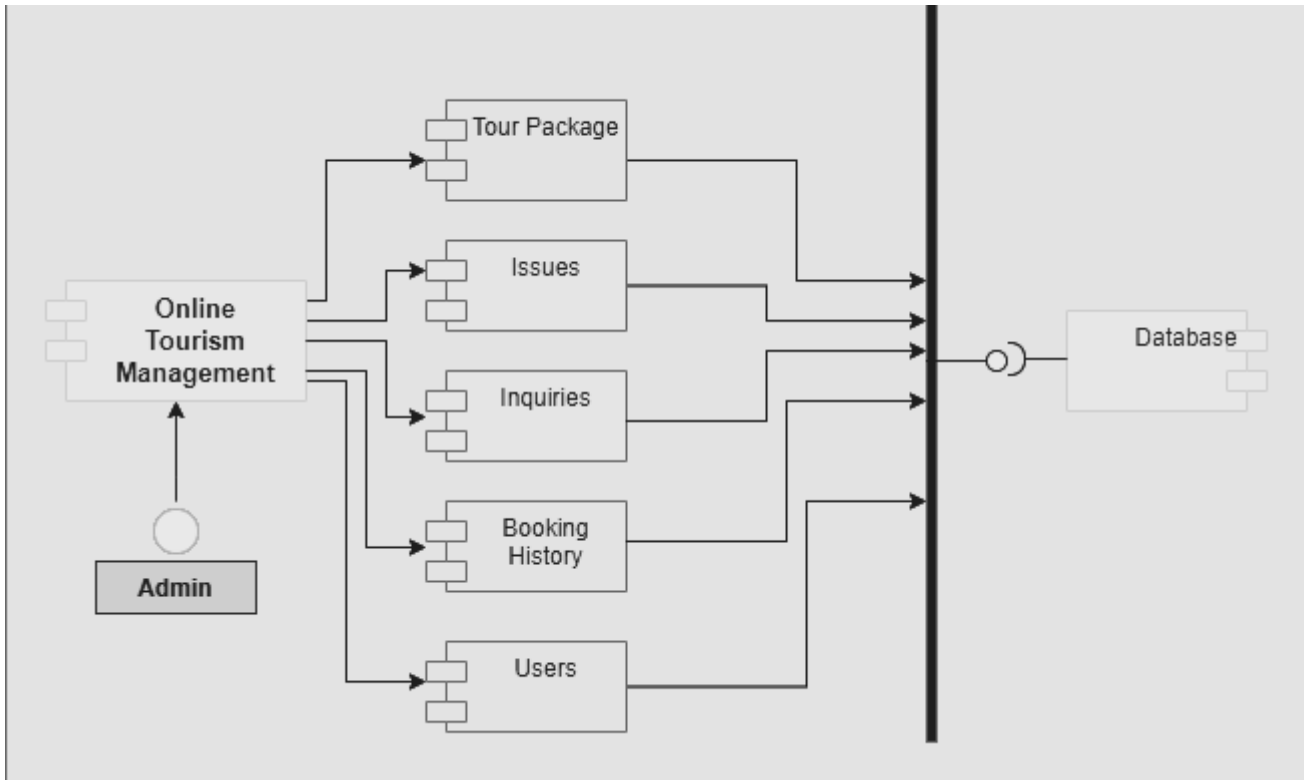 Tour Package
Issues
Online
Tourism
Management
Inquiries
Database
Booking
History
Admin
Users